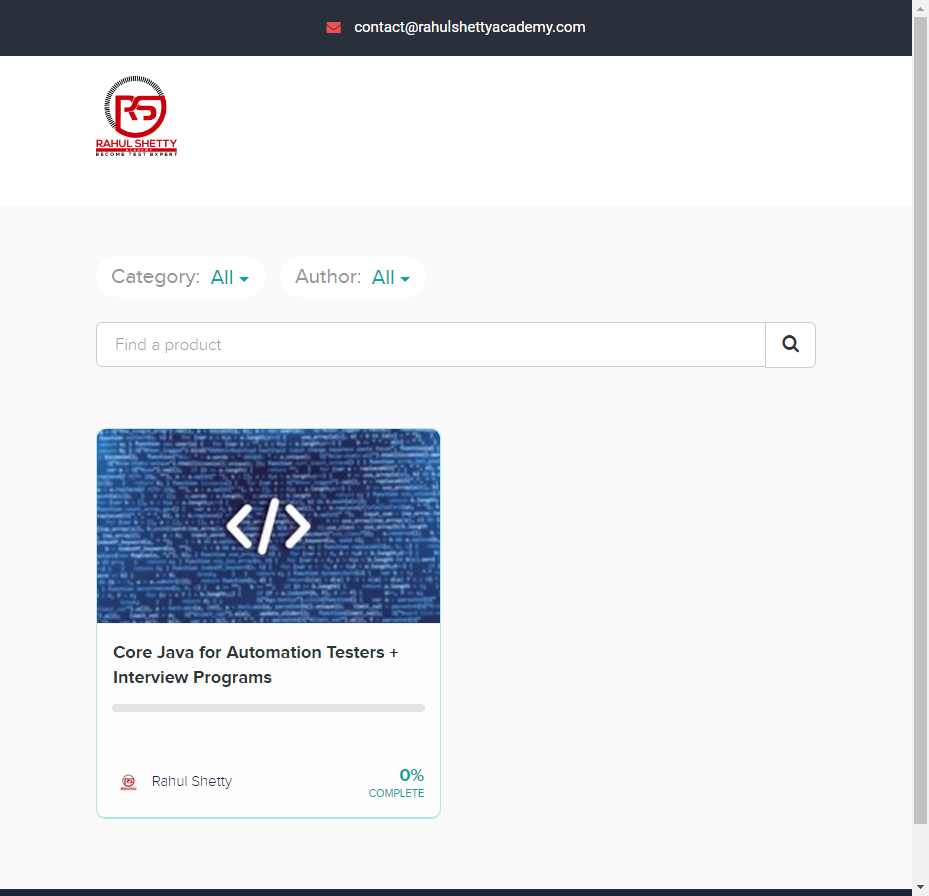 contact@rahulshettyacademy.com
RS
RAHUL SHETTY
ACADEMY
BECOME TEST EXPERT
Category: All
Author: All
Find a product
</>
Core Java for Automation Testers +
Interview Programs
Rahul Shetty
0%
COMPLETE